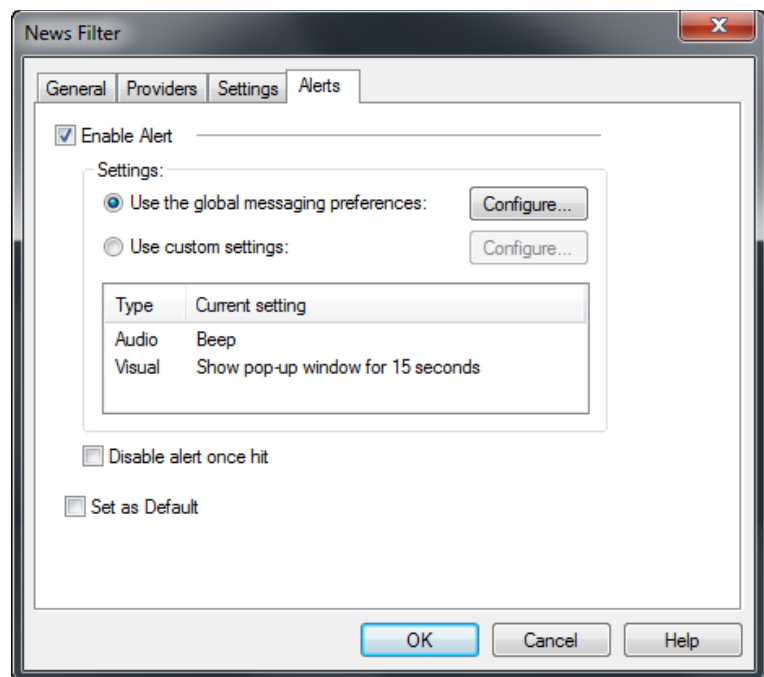 News Filter
General Providers Settings Alerts
Enable Alert
Settings:
Use the global messaging preferences: Configure...
Use custom settings: Configure...
Type Current setting
Audio Beep
Visual Show pop-up window for 15 seconds
Disable alert once hit
Set as Default
OK Cancel Help